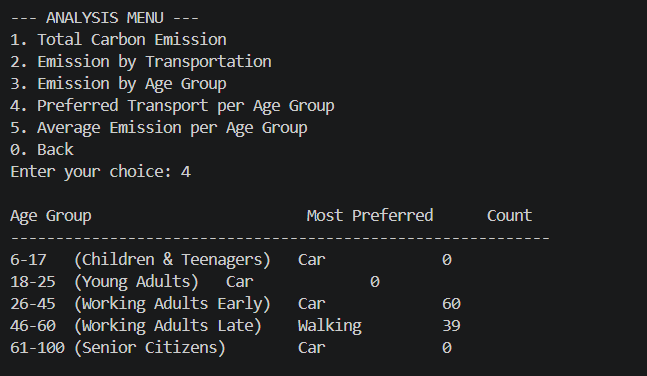 --- ANALYSIS MENU ---
1. Total Carbon Emission
2. Emission by Transportation
3. Emission by Age Group
4. Preferred Transport per Age Group
5. Average Emission per Age Group
0. Back
Enter your choice: 4

Age Group                        Most Preferred      Count
------------------------------------------------------------
6-17   (Children & Teenagers)   Car             0
18-25  (Young Adults)   Car             0
26-45  (Working Adults Early)   Car             60
46-60  (Working Adults Late)    Walking         39
61-100 (Senior Citizens)        Car             0